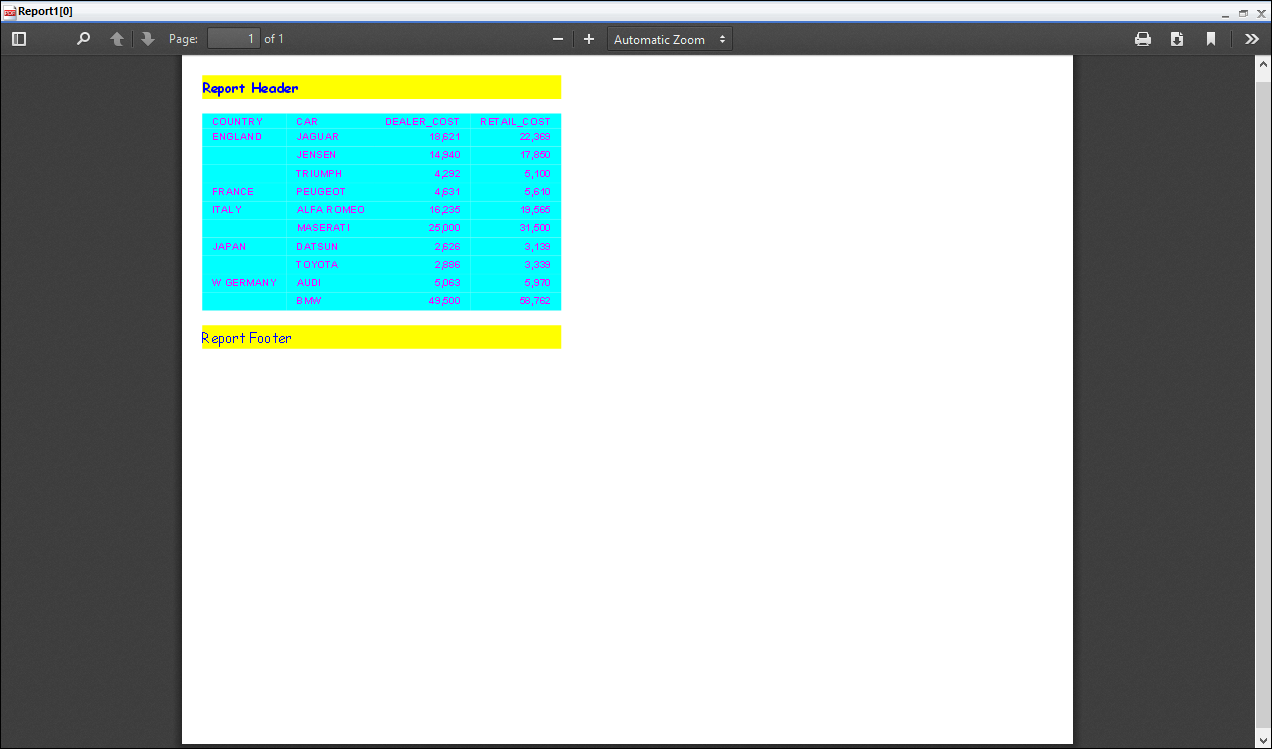 Report1[0]
Page: 1 of 1 Automatic Zoom
Report Header
COUNTRY CAR DEALER_COST RETAIL_COST
ENGLAND JAGUAR 18,621 22,369
JENSEN 14,940 17,850
TRIUMPH 4,292 5,100
FRANCE PEUGEOT 4,631 5,610
ITALY ALFA ROMEO 16,235 19,565
MASERATI 25,000 31,500
JAPAN DATSUN 2,626 3,139
TOYOTA 2,886 3,339
W GERMANY AUDI 5,063 5,970
BMW 49,500 58,762
Report Footer